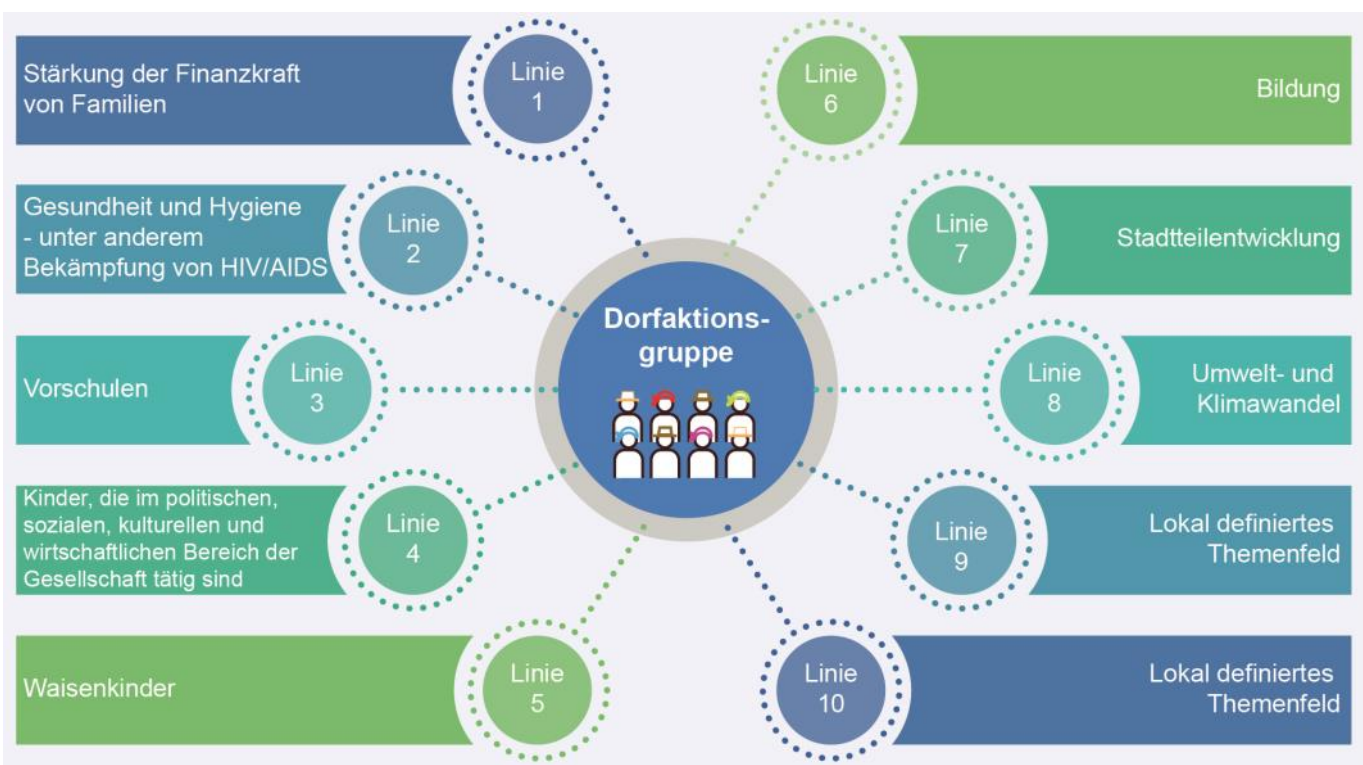 Stärkung der Finanzkraft
von Familien
Linie
1
Gesundheit und Hygiene
- unter anderem
Bekämpfung von HIV/AIDS
Linie
2
Vorschulen
Linie
3
Kinder, die im politischen,
sozialen, kulturellen und
wirtschaftlichen Bereich der
Gesellschaft tätig sind
Linie
4
Waisenkinder
Linie
5
Dorfaktions-
gruppe
Linie
6
Bildung
Linie
7
Stadtteilentwicklung
Linie
8
Umwelt- und
Klimawandel
Linie
9
Lokal definiertes
Themenfeld
Linie
10
Lokal definiertes
Themenfeld